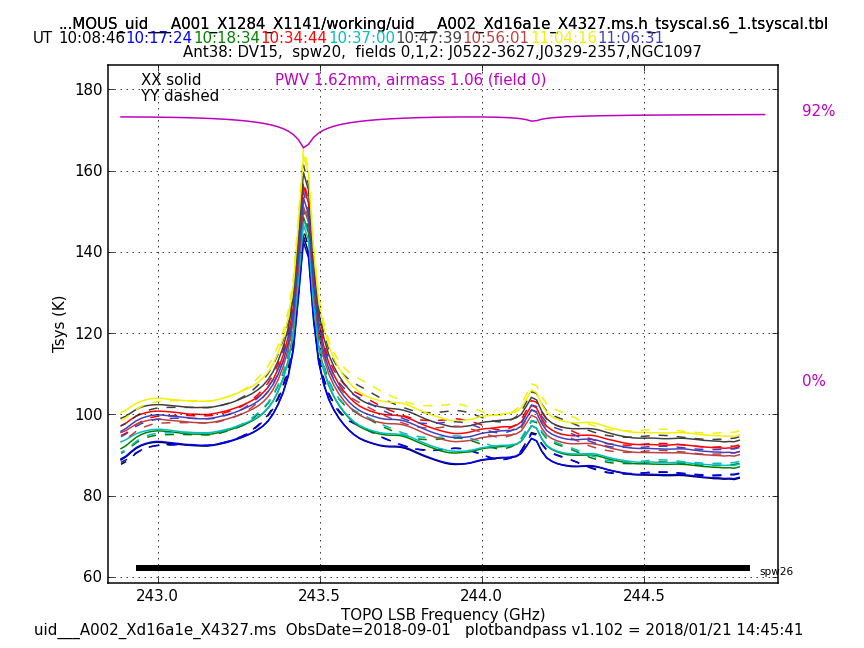 ...MOUS_uid___A001_X1284_X1141/working/uid___A002_Xd16a1e_X4327.ms.h_tsyscal.s6_1.tsyscal.tbl
UT 10:08:46 10:17:24 10:18:34 10:34:44 10:37:00 10:47:39 10:56:01 11:04:16 11:06:31
Ant38: DV15, spw20, fields 0,1,2: J0522-3627,J0329-2357,NGC1097
XX solid PWV 1.62mm, airmass 1.06 (field 0)
YY dashed
180
92%
160
140
120
Tsys (K)
0%
100
80
60
spw26
243.0 243.5 244.0 244.5
TOPO LSB Frequency (GHz)
uid___A002_Xd16a1e_X4327.ms ObsDate=2018-09-01 plotbandpass v1.102 = 2018/01/21 14:45:41